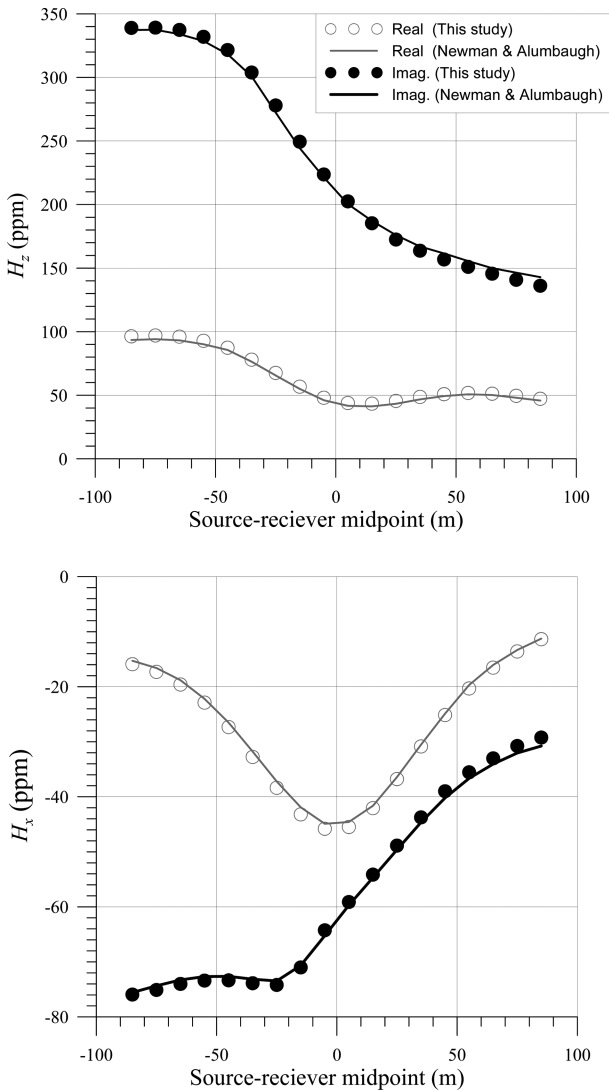 350
300
250
200
150
100
50
0
Hz (ppm)
Real (This study)
Real (Newman & Alumbaugh)
Imag. (This study)
Imag. (Newman & Alumbaugh)
-100 -50 0 50 100
Source-reciever midpoint (m)
0
-20
-40
-60
-80
Hx (ppm)
-100 -50 0 50 100
Source-reciever midpoint (m)